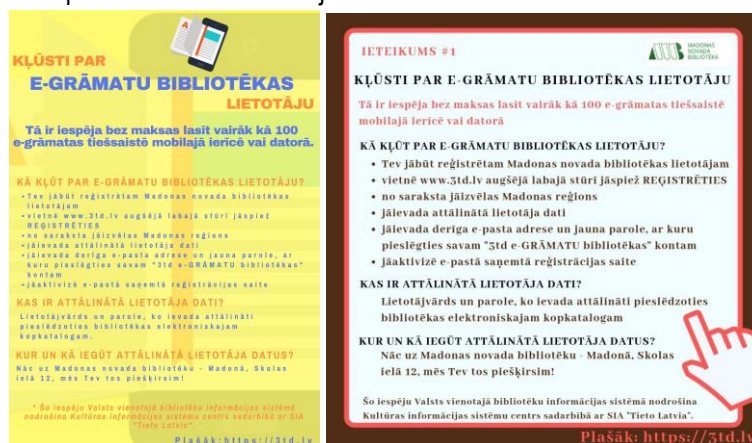 KĻŪSTI PAR
E-GRĀMATU BIBLIOTĒKAS
LIETOTĀJU
Tā ir iespēja bez maksas lasīt vairāk kā 100
e-grāmatas tiešsaistē mobilajā ierīcē vai datorā.
KĀ KĻŪT PAR E-GRĀMATU BIBLIOTĒKAS LIETOTĀJU?
•Tev jābūt reģistrētam Madonas novada bibliotēkas
lietotājam
•vietnē www.3td.lv augšējā labajā stūrī jāspiež
REĢISTRĒTIES
•no saraksta jāizvēlas Madonas reģions
•jāievada attālinātā lietotāja dati
•jāievada derīga e-pasta adrese un jauna parole, ar
kuru pieslēgties savam "3td e-GRĀMATU bibliotēkas"
kontam
•jāaktivizē e-pastā saņemtā reģistrācijas saite
KAS IR ATTĀLINĀTĀ LIETOTĀJA DATI?
Lietotājvārds un parole, ko ievada attālināti
pieslēdzoties bibliotēkas elektroniskajam
kopkatalogam.
KUR UN KĀ IEGŪT ATTĀLINĀTĀ LIETOTĀJA DATUS?
Nāc uz Madonas novada bibliotēku - Madonā, Skolas
ielā 12, mēs Tev tos piešķirsim!
* Šo iespēju Valsts vienotajā bibliotēku informācijas sistēmā
nodrošina Kultūras informācijas sistēmu centrs sadarbībā ar SIA
"Tieto Latvia".
Plašāk:https://3td.lv
IETEIKUMS #1
MADONAS
NOVADA
BIBLIOTĒKA
KĻŪSTI PAR E-GRĀMATU BIBLIOTĒKAS LIETOTĀJU
Tā ir iespēja bez maksas lasīt vairāk kā 100 e-grāmatas tiešsaistē
mobilajā ierīcē vai datorā
KĀ KĻŪT PAR E-GRĀMATU BIBLIOTĒKAS LIETOTĀJU?
• Tev jābūt reģistrētam Madonas novada bibliotēkas lietotājam
• vietnē www.3td.lv augšējā labajā stūrī jāspiež REĢISTRĒTIES
• no saraksta jāizvēlas Madonas reģions
• jāievada attālinātā lietotāja dati
• jāievada derīga e-pasta adrese un jauna parole, ar kuru
pieslēgties savam "3td e-GRĀMATU bibliotēkas" kontam
• jāaktivizē e-pastā saņemtā reģistrācijas saite
KAS IR ATTĀLINĀTĀ LIETOTĀJA DATI?
Lietotājvārds un parole, ko ievada attālināti pieslēdzoties
bibliotēkas elektroniskajam kopkatalogam
KUR UN KĀ IEGŪT ATTĀLINĀTĀ LIETOTĀJA DATUS?
Nāc uz Madonas novada bibliotēku - Madonā, Skolas
ielā 12, mēs Tev tos piešķirsim!
Šo iespēju Valsts vienotajā bibliotēku informācijas sistēmā nodrošina
Kultūras informācijas sistēmu centrs sadarbībā ar SIA "Tieto Latvia".
Plašāk: https://3td.lv